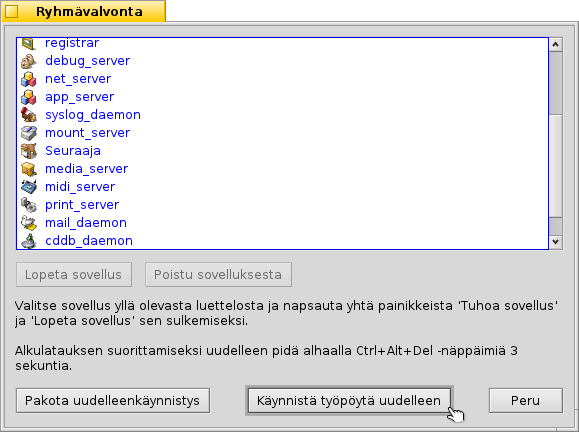 Ryhmävalvonta
registrar
debug_server
net_server
app_server
syslog_daemon
mount_server
Seuraaja
media_server
midi_server
print_server
mail_daemon
cddb_daemon
Lopeta sovellus
Poistu sovelluksesta
Valitse sovellus yllä olevasta luettelosta ja napsauta yhtä painikkeista 'Tuhoa sovellus'
ja 'Lopeta sovellus' sen sulkemiseksi.
Alkulatauksen suorittamiseksi uudelleen pidä alhaalla Ctrl+Alt+Del -näppäimiä 3
sekuntia.
Pakota uudelleenkäynnistys
Käynnistä työpöytä uudelleen
Peru